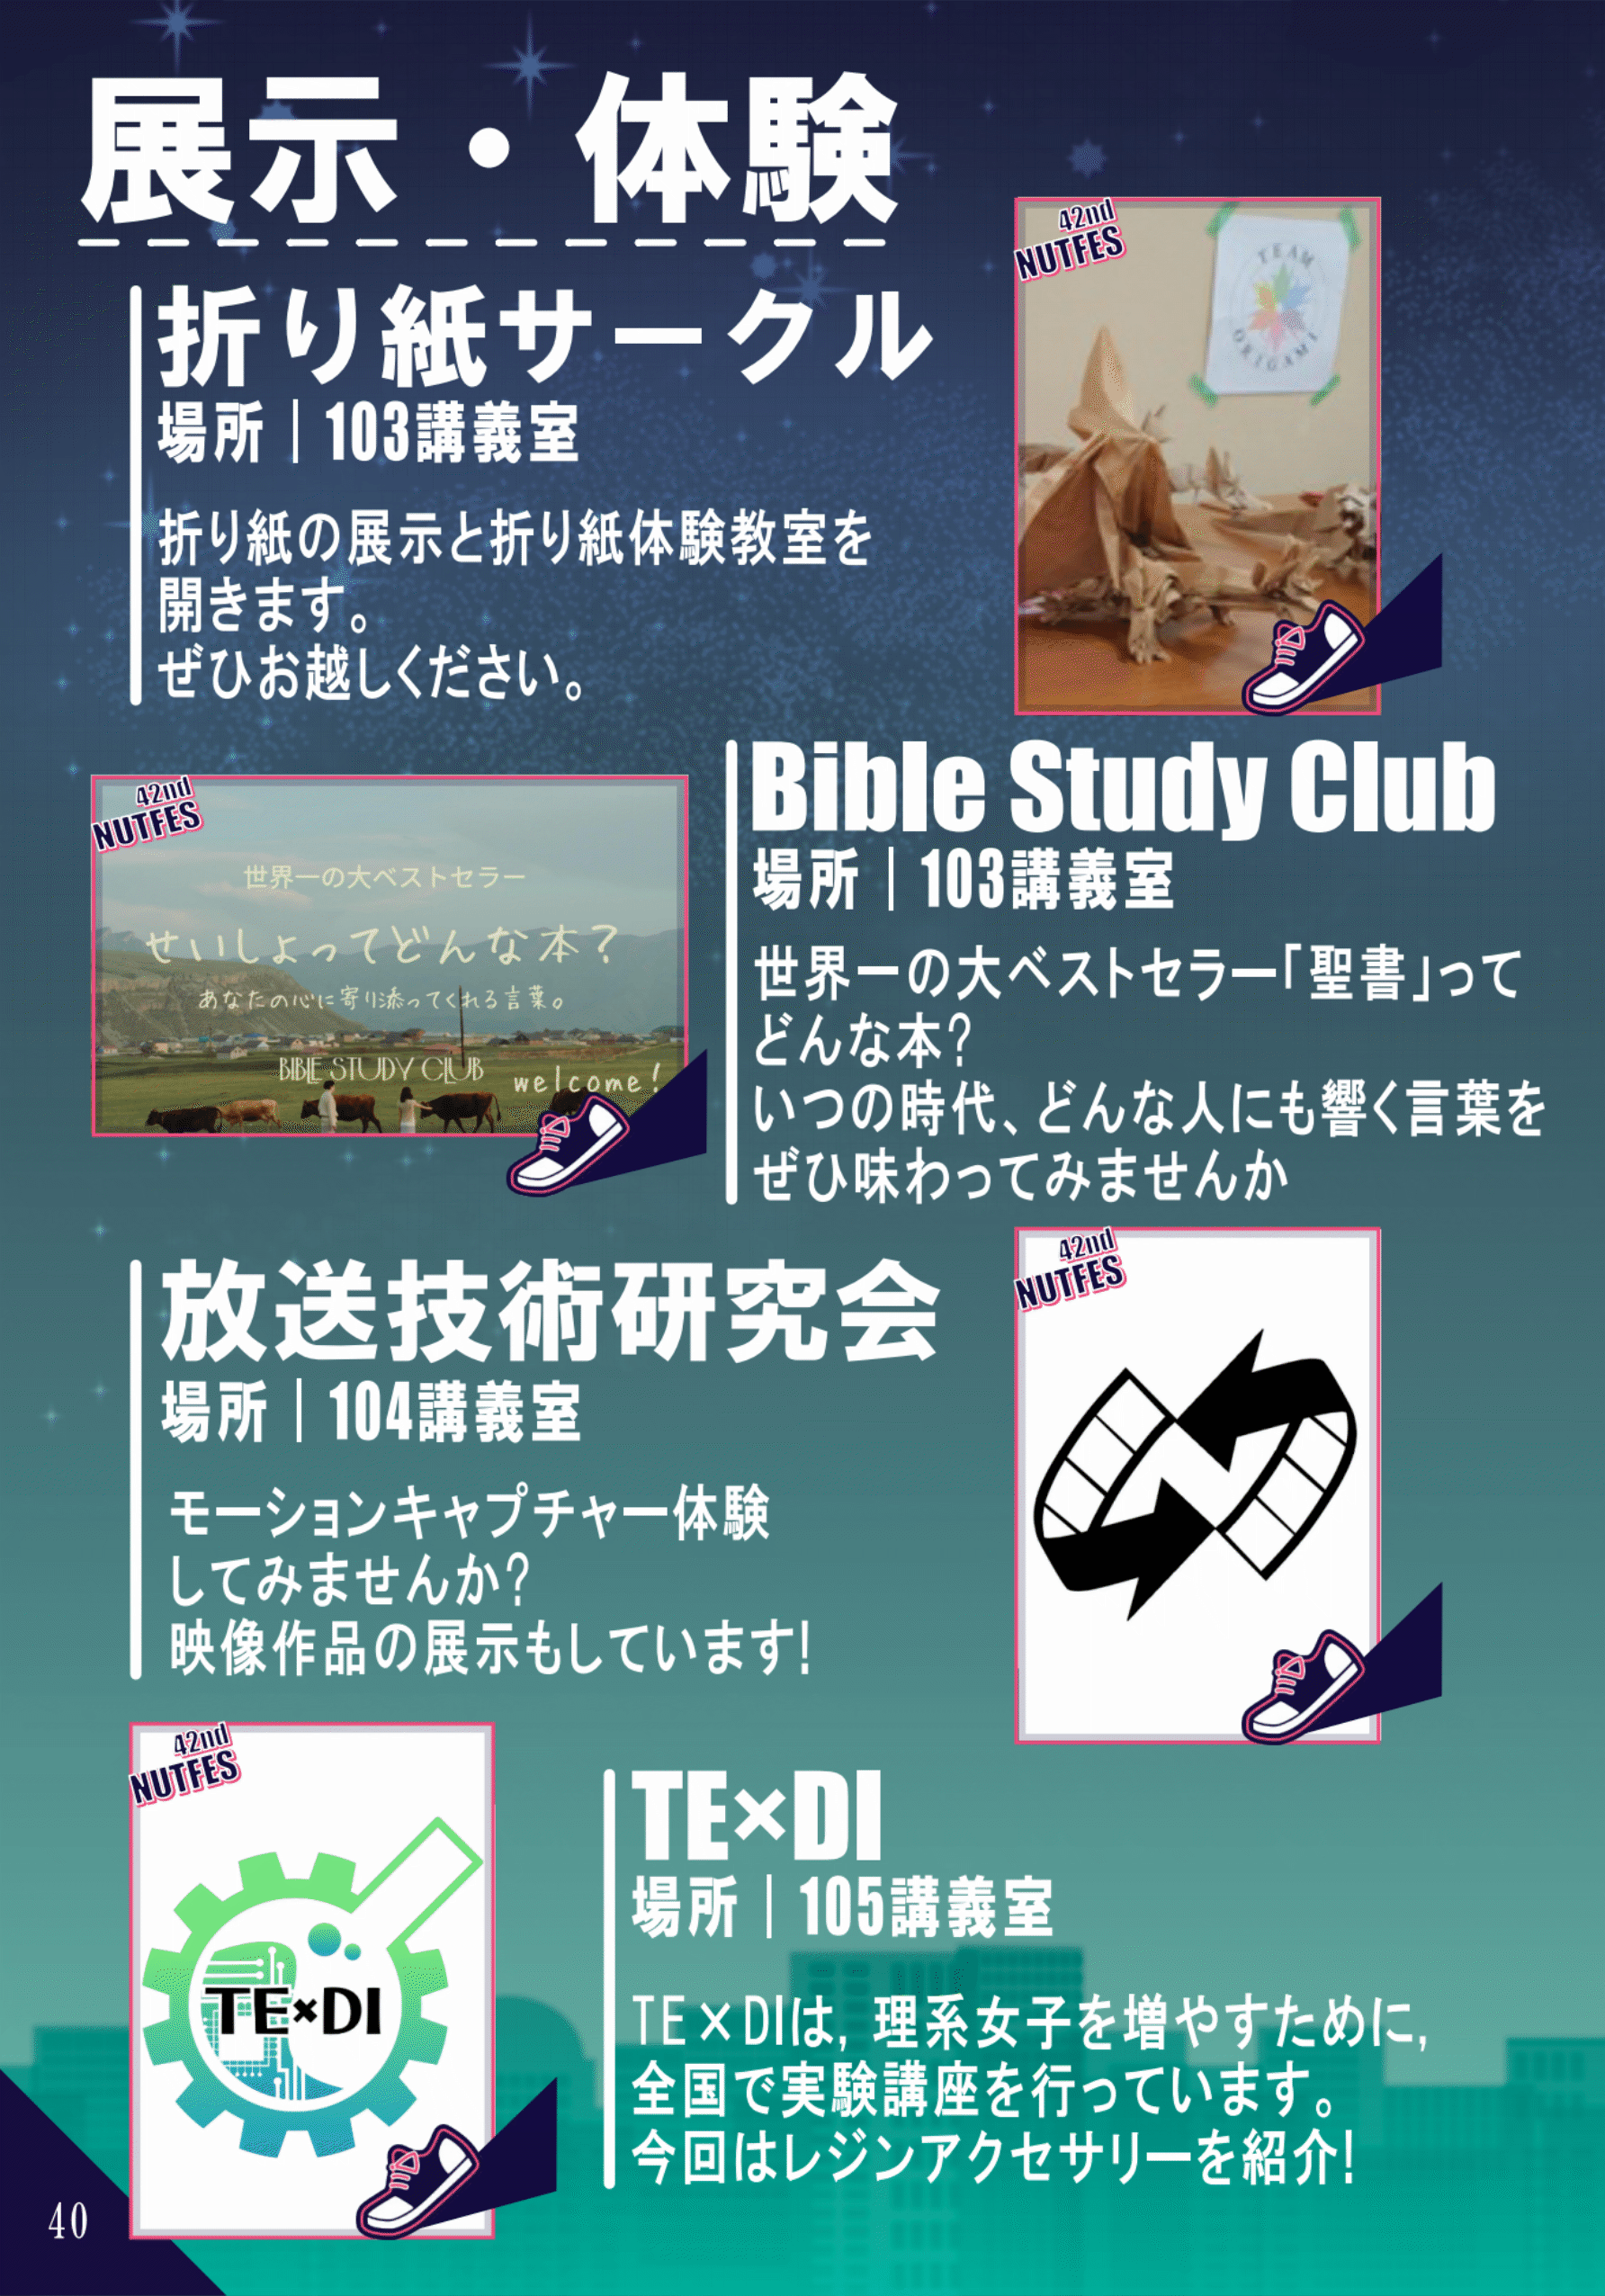 展示・体験
折り紙サークル
場所｜103講義室
折り紙の展示と折り紙体験教室を
開きます。
ぜひお越しください。
42nd
NUTFES
TEAM
ORIGAMI
42nd
NUTFES
世界一の大ベストセラー
せいしょってどんな本？
あなたの心に寄り添ってくれる言葉。
BIBLE STUDY CLUB
welcome!
Bible Study Club
場所｜103講義室
世界一の大ベストセラー「聖書」って
どんな本?
いつの時代、どんな人にも響く言葉を
ぜひ味わってみませんか
放送技術研究会
場所｜104講義室
モーションキャプチャー体験
してみませんか?
映像作品の展示もしています!
42nd
NUTFES
42nd
NUTFES
TE×DI
TE×DI
場所｜105講義室
TE×DIは, 理系女子を増やすために,
全国で実験講座を行っています。
今回はレジンアクセサリーを紹介!
40